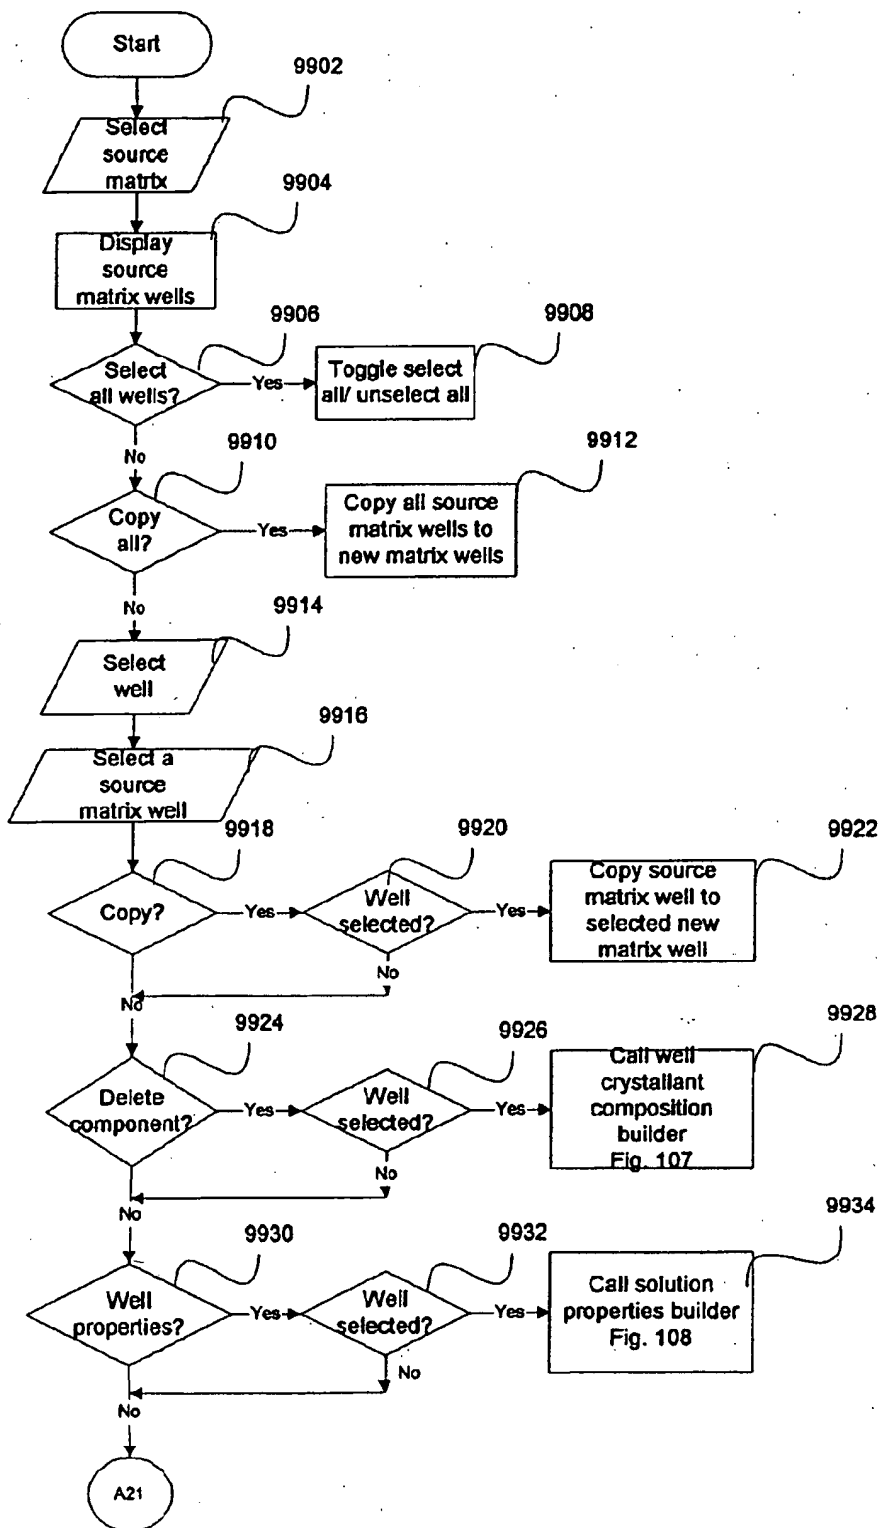 Start
9902
Select
source
matrix
9904
Display
source
matrix wells
9906
9908
Select
all wells?
Yes
Toggle select
all/ unselect all
No
9910
9912
Copy
all?
Yes
Copy all source
matrix wells to
new matrix wells
No
9914
Select
well
9916
Select a
source
matrix well
9918
9920
9922
Copy?
Yes
Well
selected?
Yes
Copy source
matrix well to
selected new
matrix well
No
No
9924
9926
9928
Delete
component?
Yes
Well
selected?
Yes
Call well
crystallant
composition
builder
Fig. 107
No
No
9930
9932
9934
Well
properties?
Yes
Well
selected?
Yes
Call solution
properties builder
Fig. 108
No
No
A21